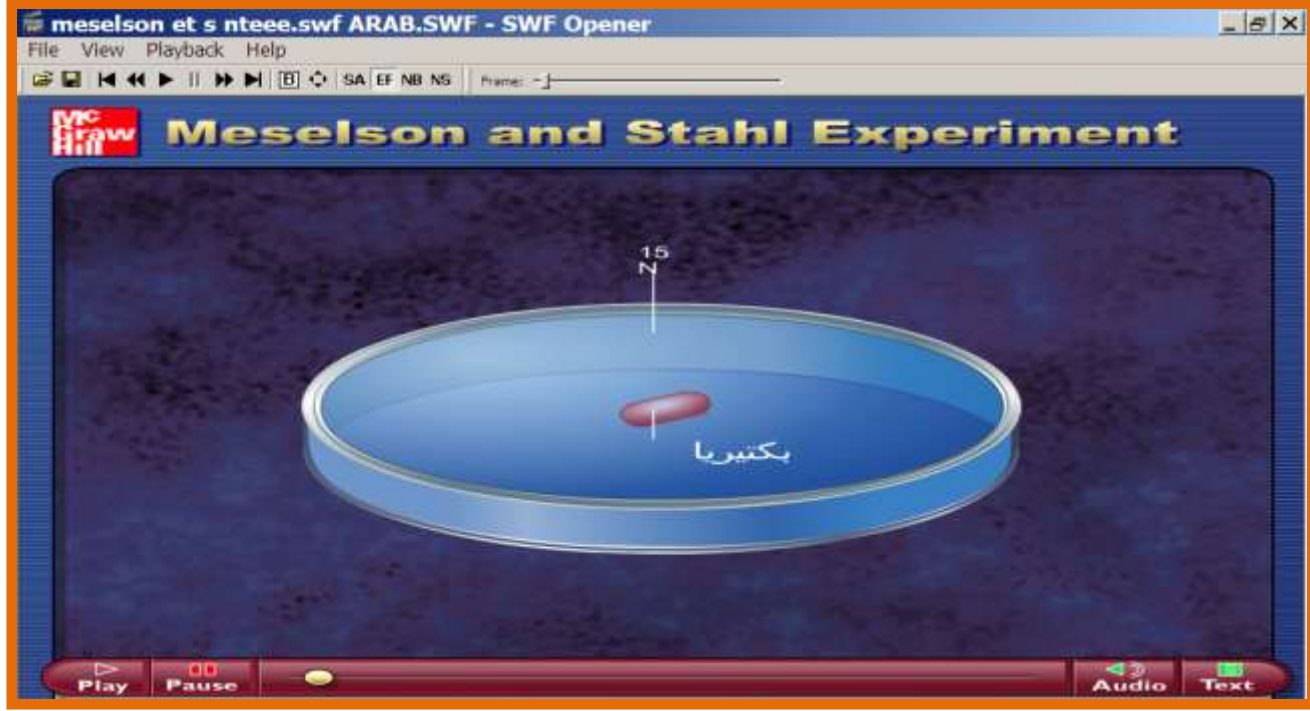 meselson et s nteee.swf ARAB.SWF - SWF Opener
File View Playback Help
B SA EF NB NS Frame:
Mc Graw Hill
Meselson and Stahl Experiment
15
N
بكتيريا
Play Pause Audio Text